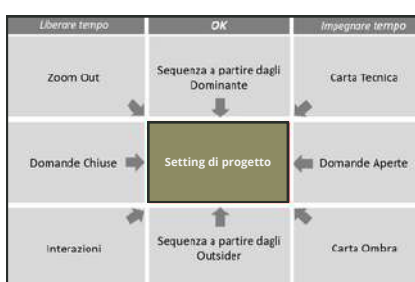 Liberare tempo
OK
Impegnare tempo
Zoom Out
Sequenza a partire dagli
Dominante
Carta Tecnica
Domande Chiuse
Setting di progetto
Domande Aperte
Interazioni
Sequenza a partire dagli
Outsider
Carta Ombra